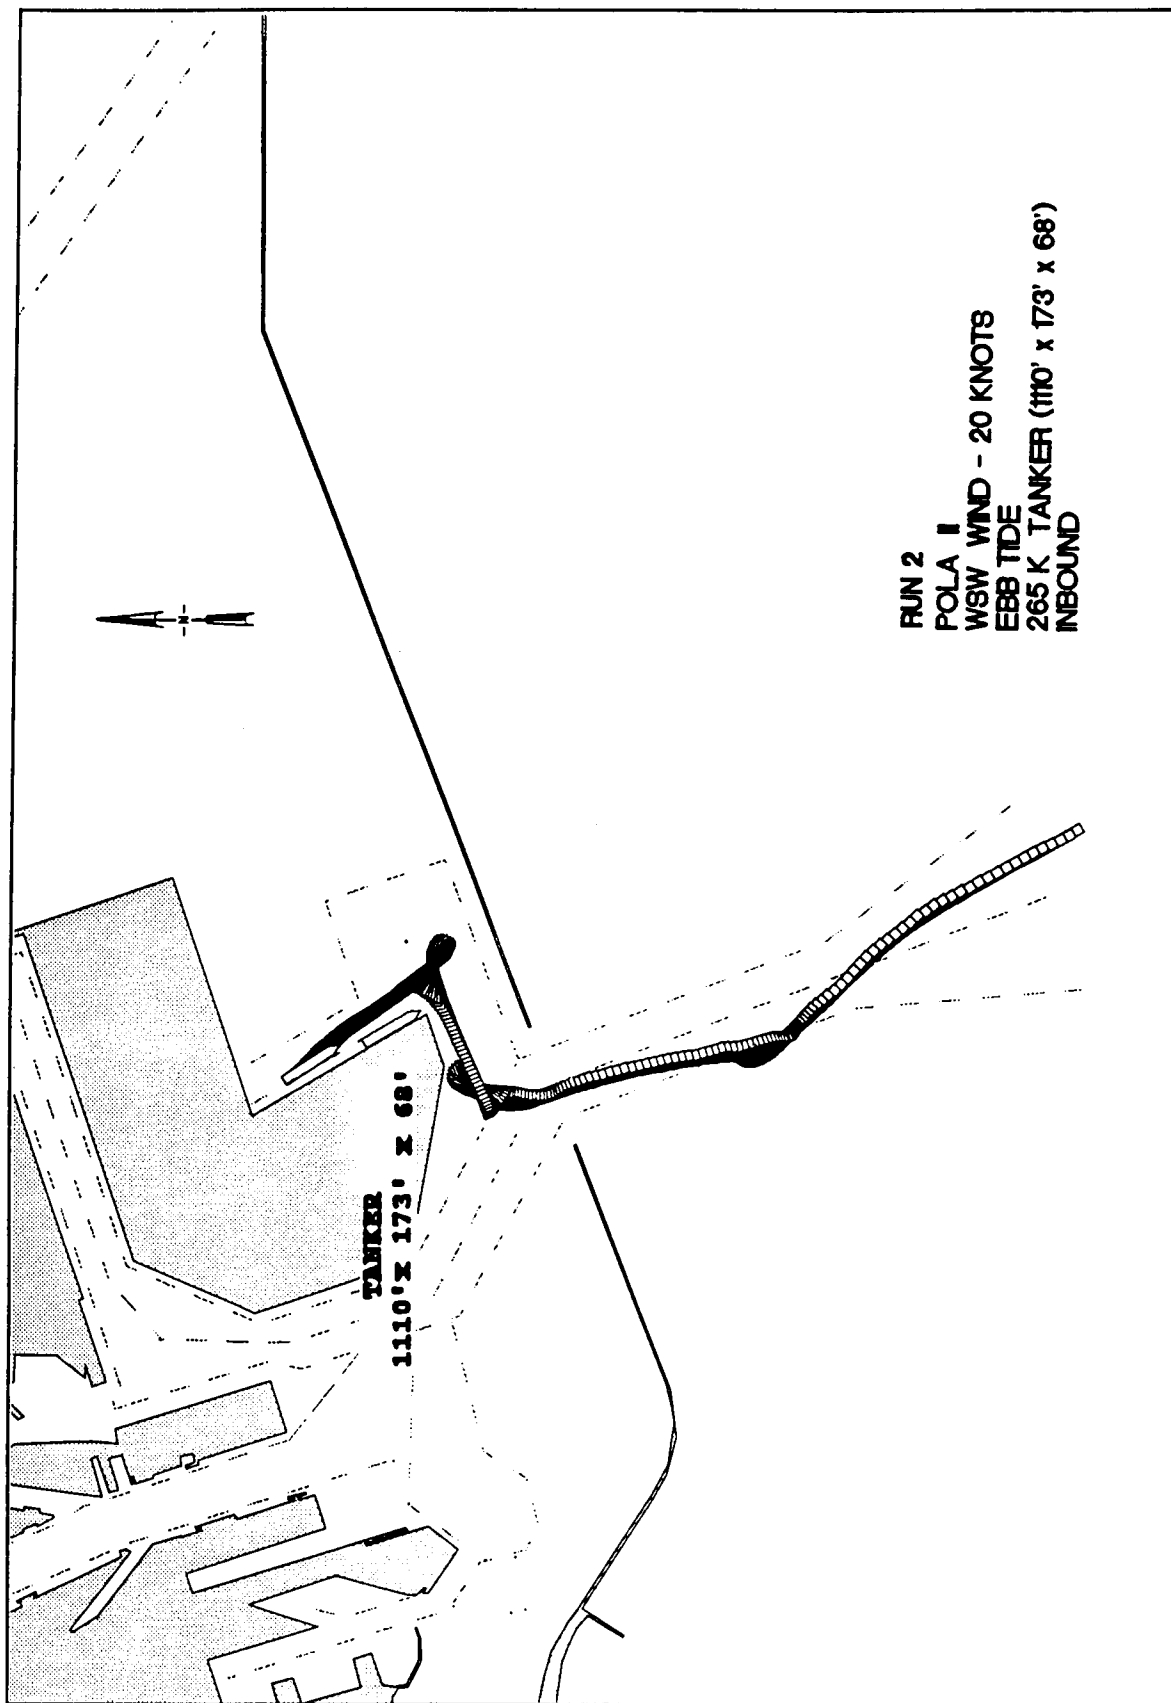 N
TANKER
1110'X 173' X 68'
RUN 2
POLA II
WSW WIND - 20 KNOTS
EBB TIDE
265 K TANKER (1110' x 173' x 68')
INBOUND